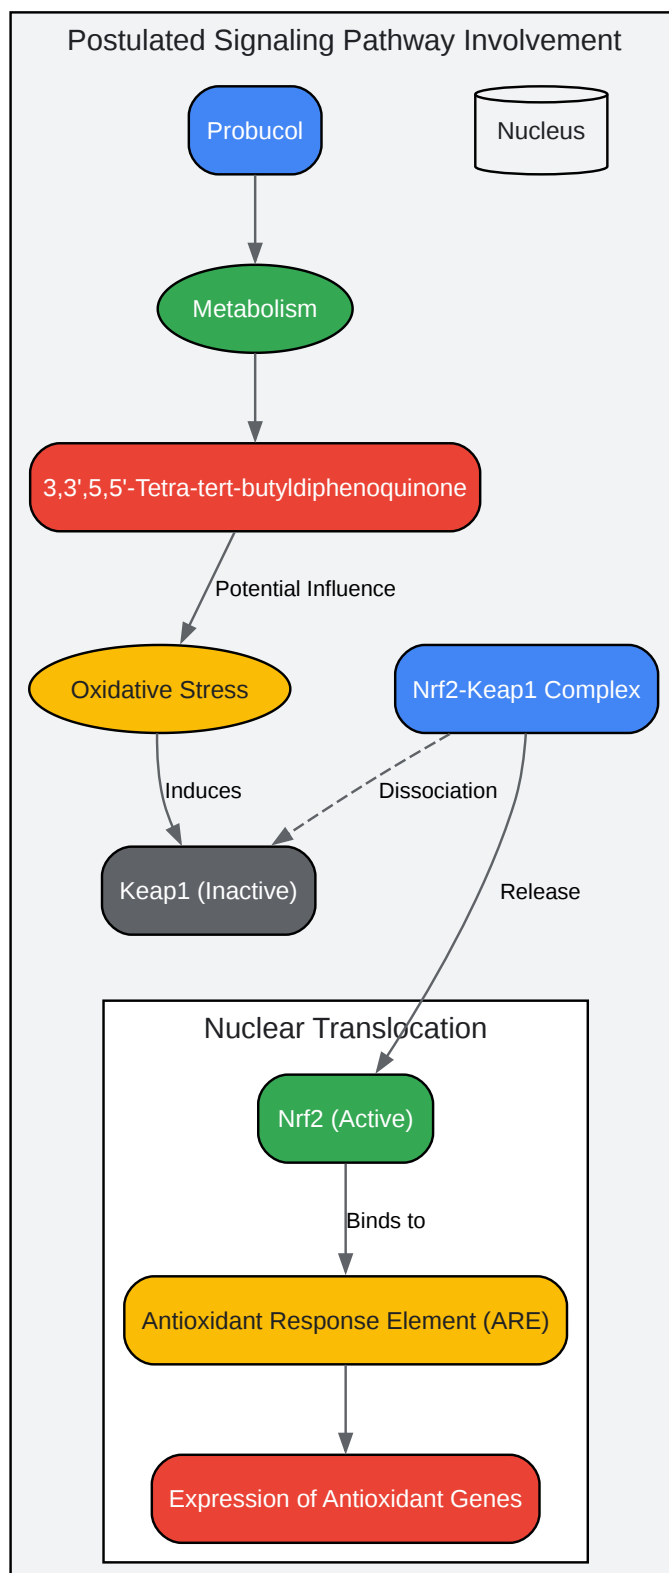 Postulated Signaling Pathway Involvement
Probucol
Nucleus
Metabolism
3,3',5,5'-Tetra-tert-butyldiphenoquinone
Potential Influence
Oxidative Stress
Nrf2-Keap1 Complex
Induces
Dissociation
Keap1 (Inactive)
Release
Nuclear Translocation
Nrf2 (Active)
Binds to
Antioxidant Response Element (ARE)
Expression of Antioxidant Genes